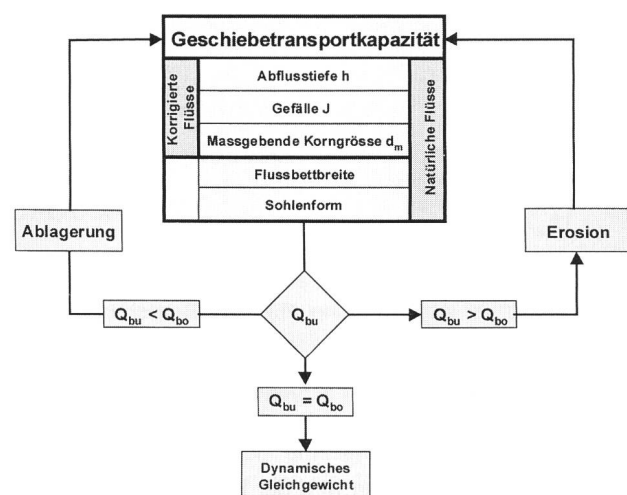 Geschiebetransportkapazität
Korrigierte
Flüsse
Abflusstiefe h
Gefälle J
Massgebende Korngrösse dm
Flussbettbreite
Sohlenform
Natürliche Flüsse
Ablagerung
Erosion
Qbu < Qbo
Qbu
Qbu > Qbo
Qbu = Qbo
Dynamisches
Gleichgewicht